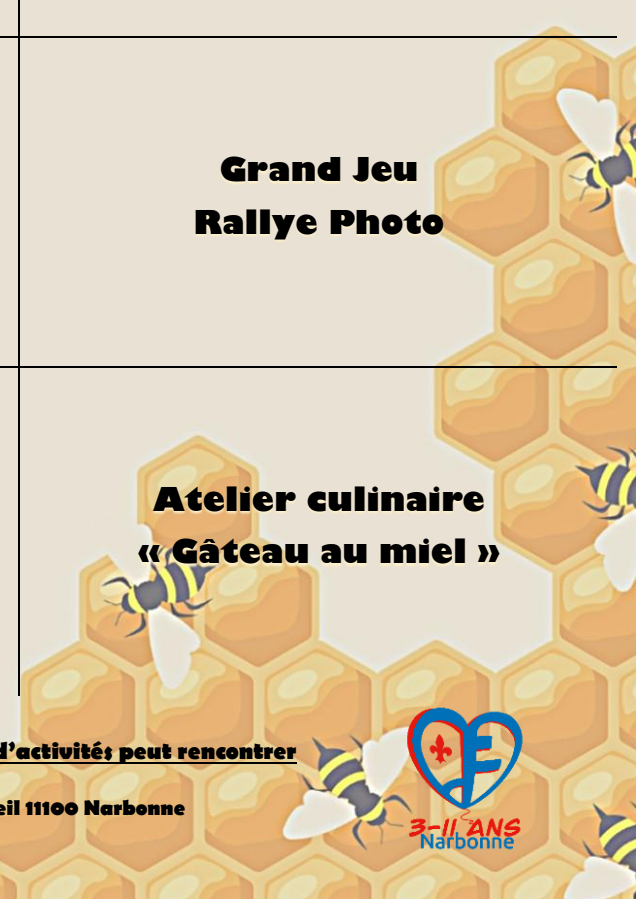 Grand Jeu
Rallye Photo
Atelier culinaire
« Gâteau au miel »
d'activités peut rencontrer
eil 11100 Narbonne
3-11 ANS
Narbonne